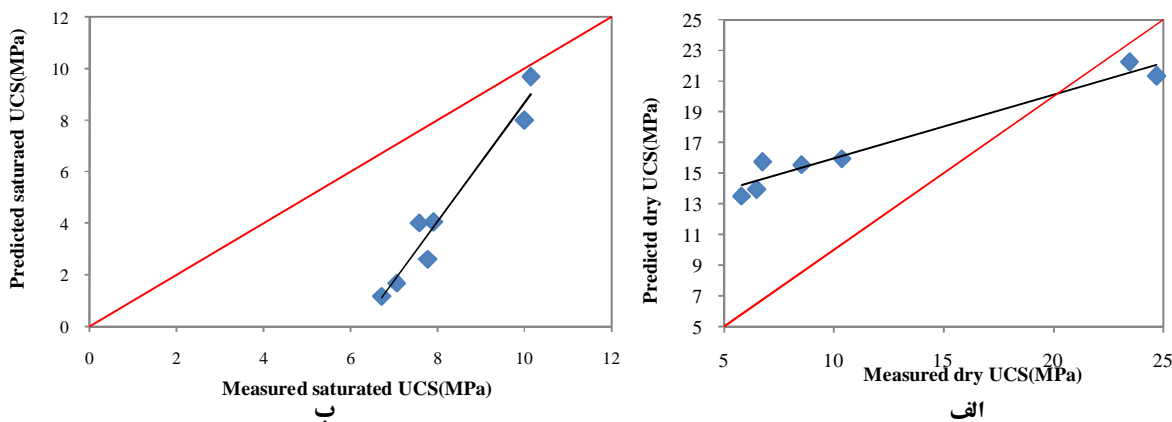 Predicted saturaed UCS(MPa)
12
10
8
6
4
2
0
0 2 4 6 8 10 12
Measured saturated UCS(MPa)
ب
Predictd dry UCS(MPa)
25
23
21
19
17
15
13
11
9
7
5
5 10 15 20 25
Measured dry UCS(MPa)
الف